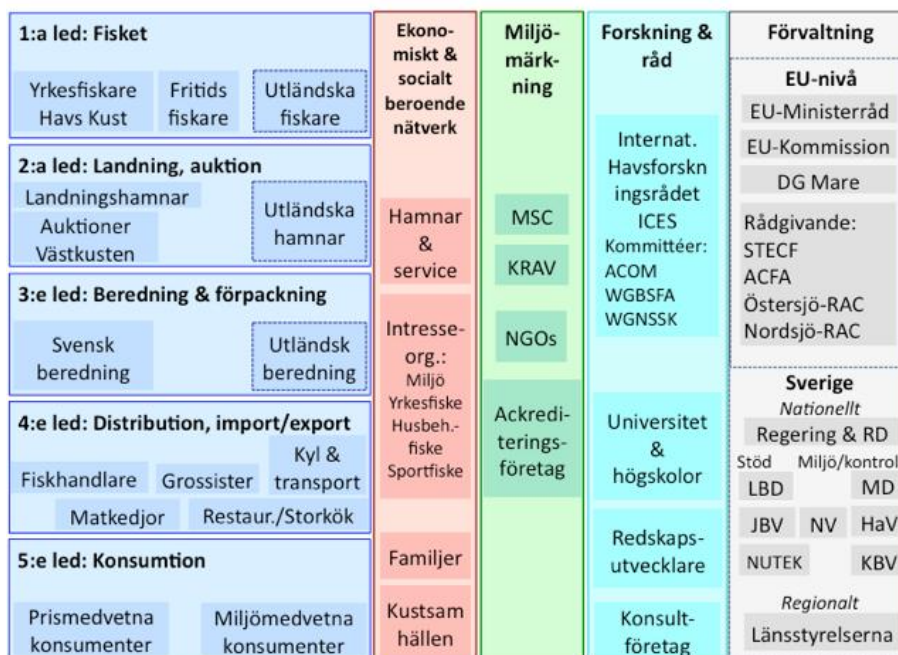 1:a led: Fisket
Yrkesfiskare
Havs Kust
Fritids
fiskare
Utländska
fiskare
2:a led: Landning, auktion
Landningshamnar
Auktioner
Västkusten
Utländska
hamnar
3:e led: Beredning & förpackning
Svensk
beredning
Utländsk
beredning
4:e led: Distribution, import/export
Fiskhandlare
Grossister
Kyl &
transport
Matkedjor
Restaur./Storkök
5:e led: Konsumtion
Prismedvetna
konsumenter
Miljömedvetna
konsumenter
Ekono-
miskt &
socialt
beroende
nätverk
Hamnar
&
service
Intresse-
org.:
Miljö
Yrkesfiske
Husbeh.-
fiske
Sportfiske
Familjer
Kustsam
hällen
Miljö-
märk-
ning
MSC
KRAV
NGOs
Ackredi-
terings-
företag
Forskning &
råd
Internat.
Havsforskn
ingsrådet
ICES
Kommittéer:
ACOM
WGBSFA
WGNSSK
Universitet
&
högskolor
Redskaps-
utvecklare
Konsult-
företag
Förvaltning
EU-nivå
EU-Ministerråd
EU-Kommission
DG Mare
Rådgivande:
STECF
ACFA
Östersjö-RAC
Nordsjö-RAC
Sverige
Nationellt
Regering & RD
Stöd Miljö/kontrol
LBD MD
JBV NV HaV
NUTEK KBV
Regionalt
Länsstyrelserna